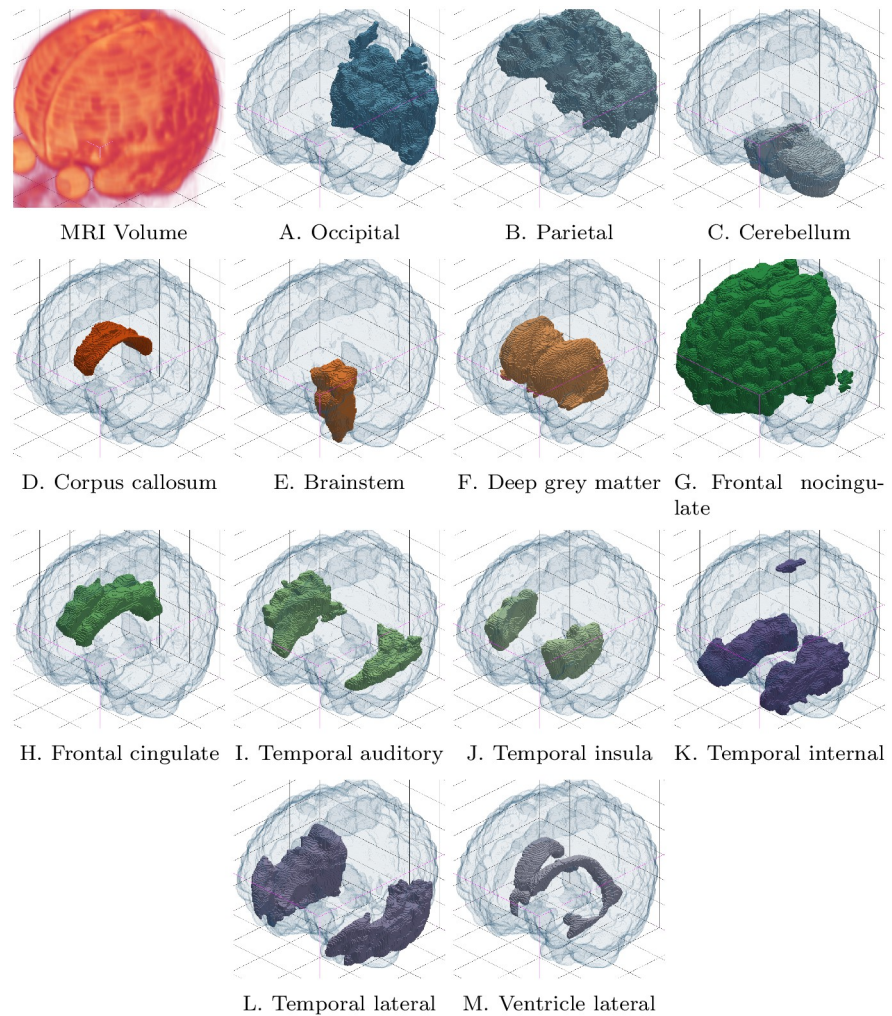 MRI Volume
A. Occipital
B. Parietal
C. Cerebellum
D. Corpus callosum
E. Brainstem
F. Deep grey matter
G. Frontal nocingu-
late
H. Frontal cingulate
I. Temporal auditory
J. Temporal insula
K. Temporal internal
L. Temporal lateral
M. Ventricle lateral